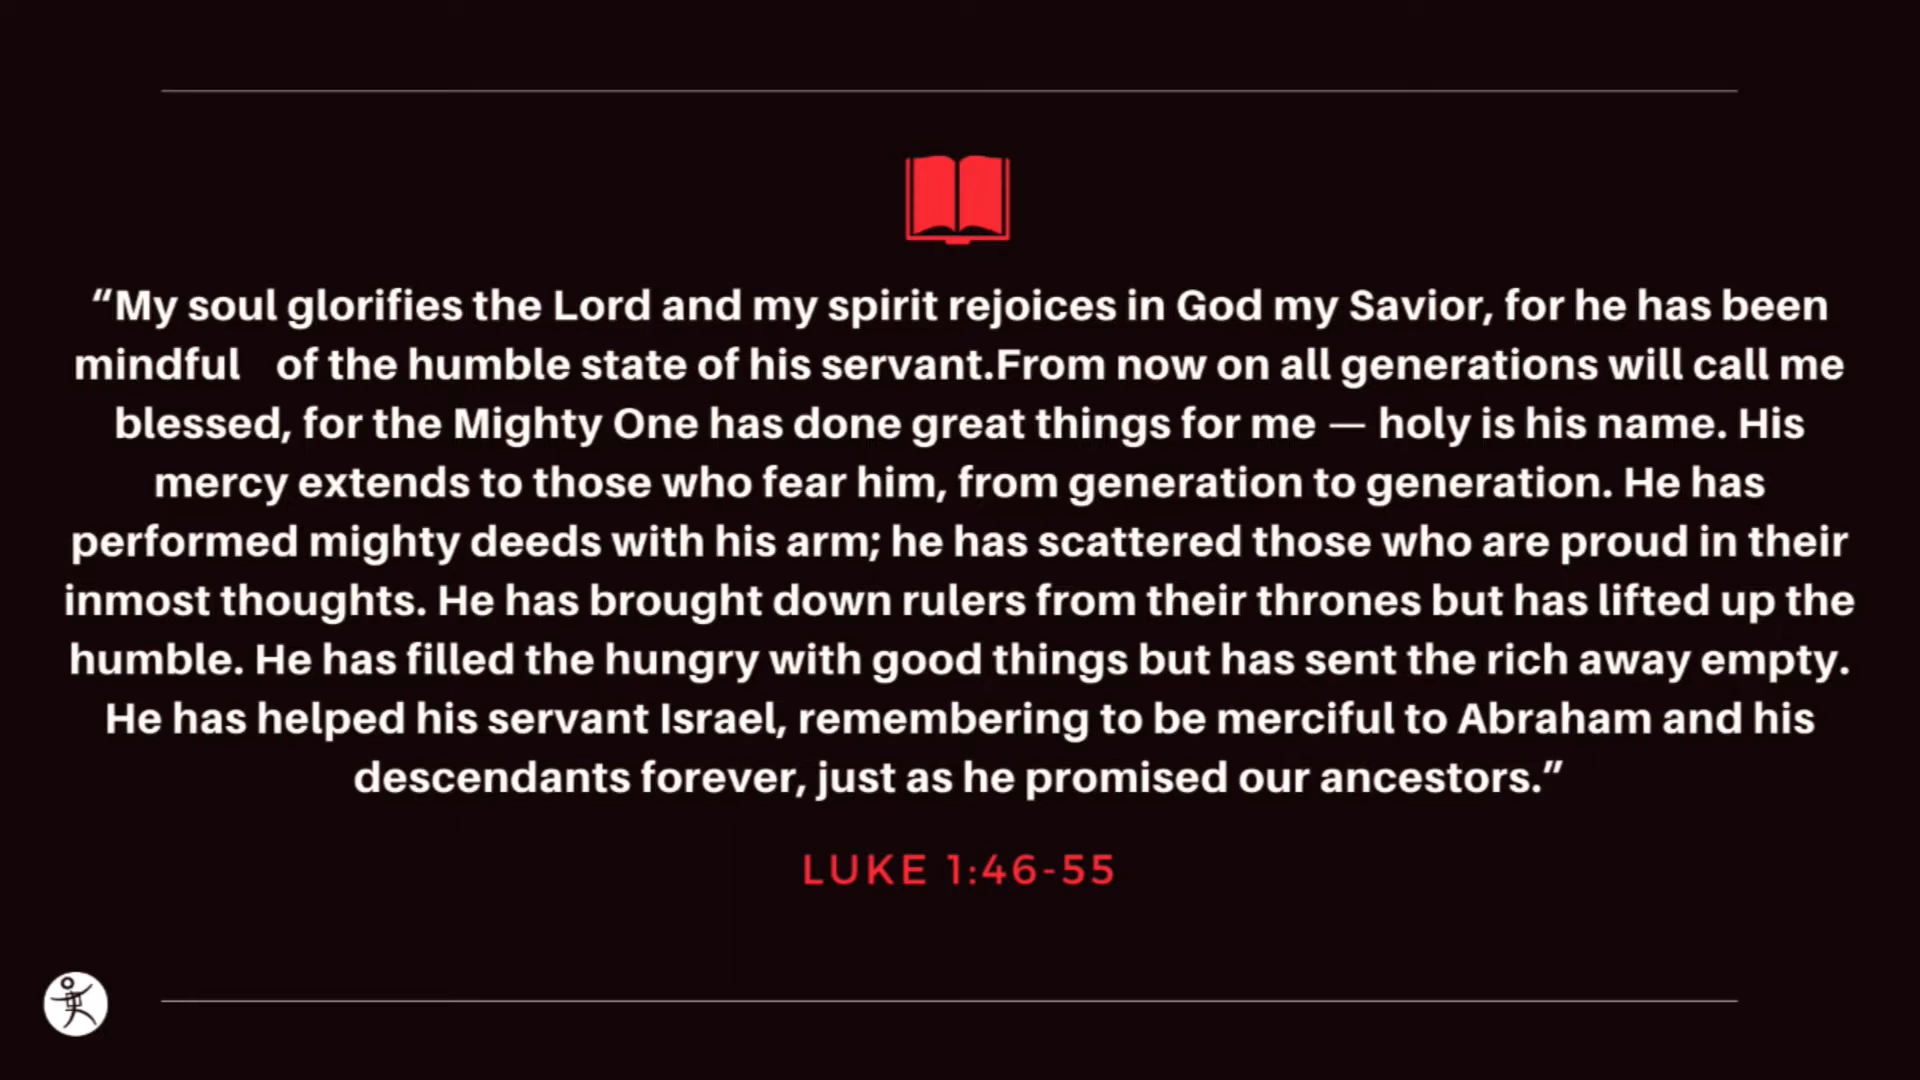 “My soul glorifies the Lord and my spirit rejoices in God my Savior, for he has been
mindful   of the humble state of his servant.From now on all generations will call me
blessed, for the Mighty One has done great things for me — holy is his name. His
mercy extends to those who fear him, from generation to generation. He has
performed mighty deeds with his arm; he has scattered those who are proud in their
inmost thoughts. He has brought down rulers from their thrones but has lifted up the
humble. He has filled the hungry with good things but has sent the rich away empty.
He has helped his servant Israel, remembering to be merciful to Abraham and his
descendants forever, just as he promised our ancestors.”
LUKE 1:46-55